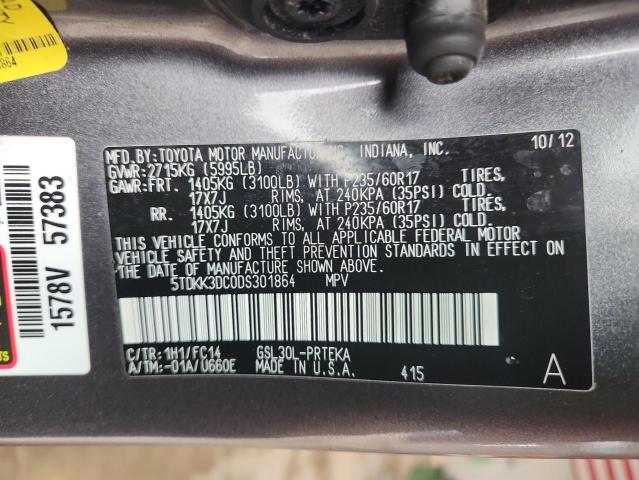 864
1578V 57383
MFD. BY: TOYOTA MOTOR MANUFACTURING, INDIANA, INC. 10/12
GVWR: 2715KG (5995LB)
GAWR: FRT. 1405KG (3100LB) WITH P235/60R17 TIRES,
17X7J RIMS, AT 240KPA (35PSI) COLD.
RR. 1405KG (3100LB) WITH P235/60R17 TIRES,
17X7J RIMS, AT 240KPA (35PSI) COLD.
THIS VEHICLE CONFORMS TO ALL APPLICABLE FEDERAL MOTOR
VEHICLE SAFETY AND THEFT PREVENTION STANDARDS IN EFFECT ON
THE DATE OF MANUFACTURE SHOWN ABOVE.
5TDKK3DC0DS301864 MPV
C/TR: 1H1/FC14 GSL30L-PRTEKA
A/TM: -01A/U660E MADE IN U.S.A. 415 A